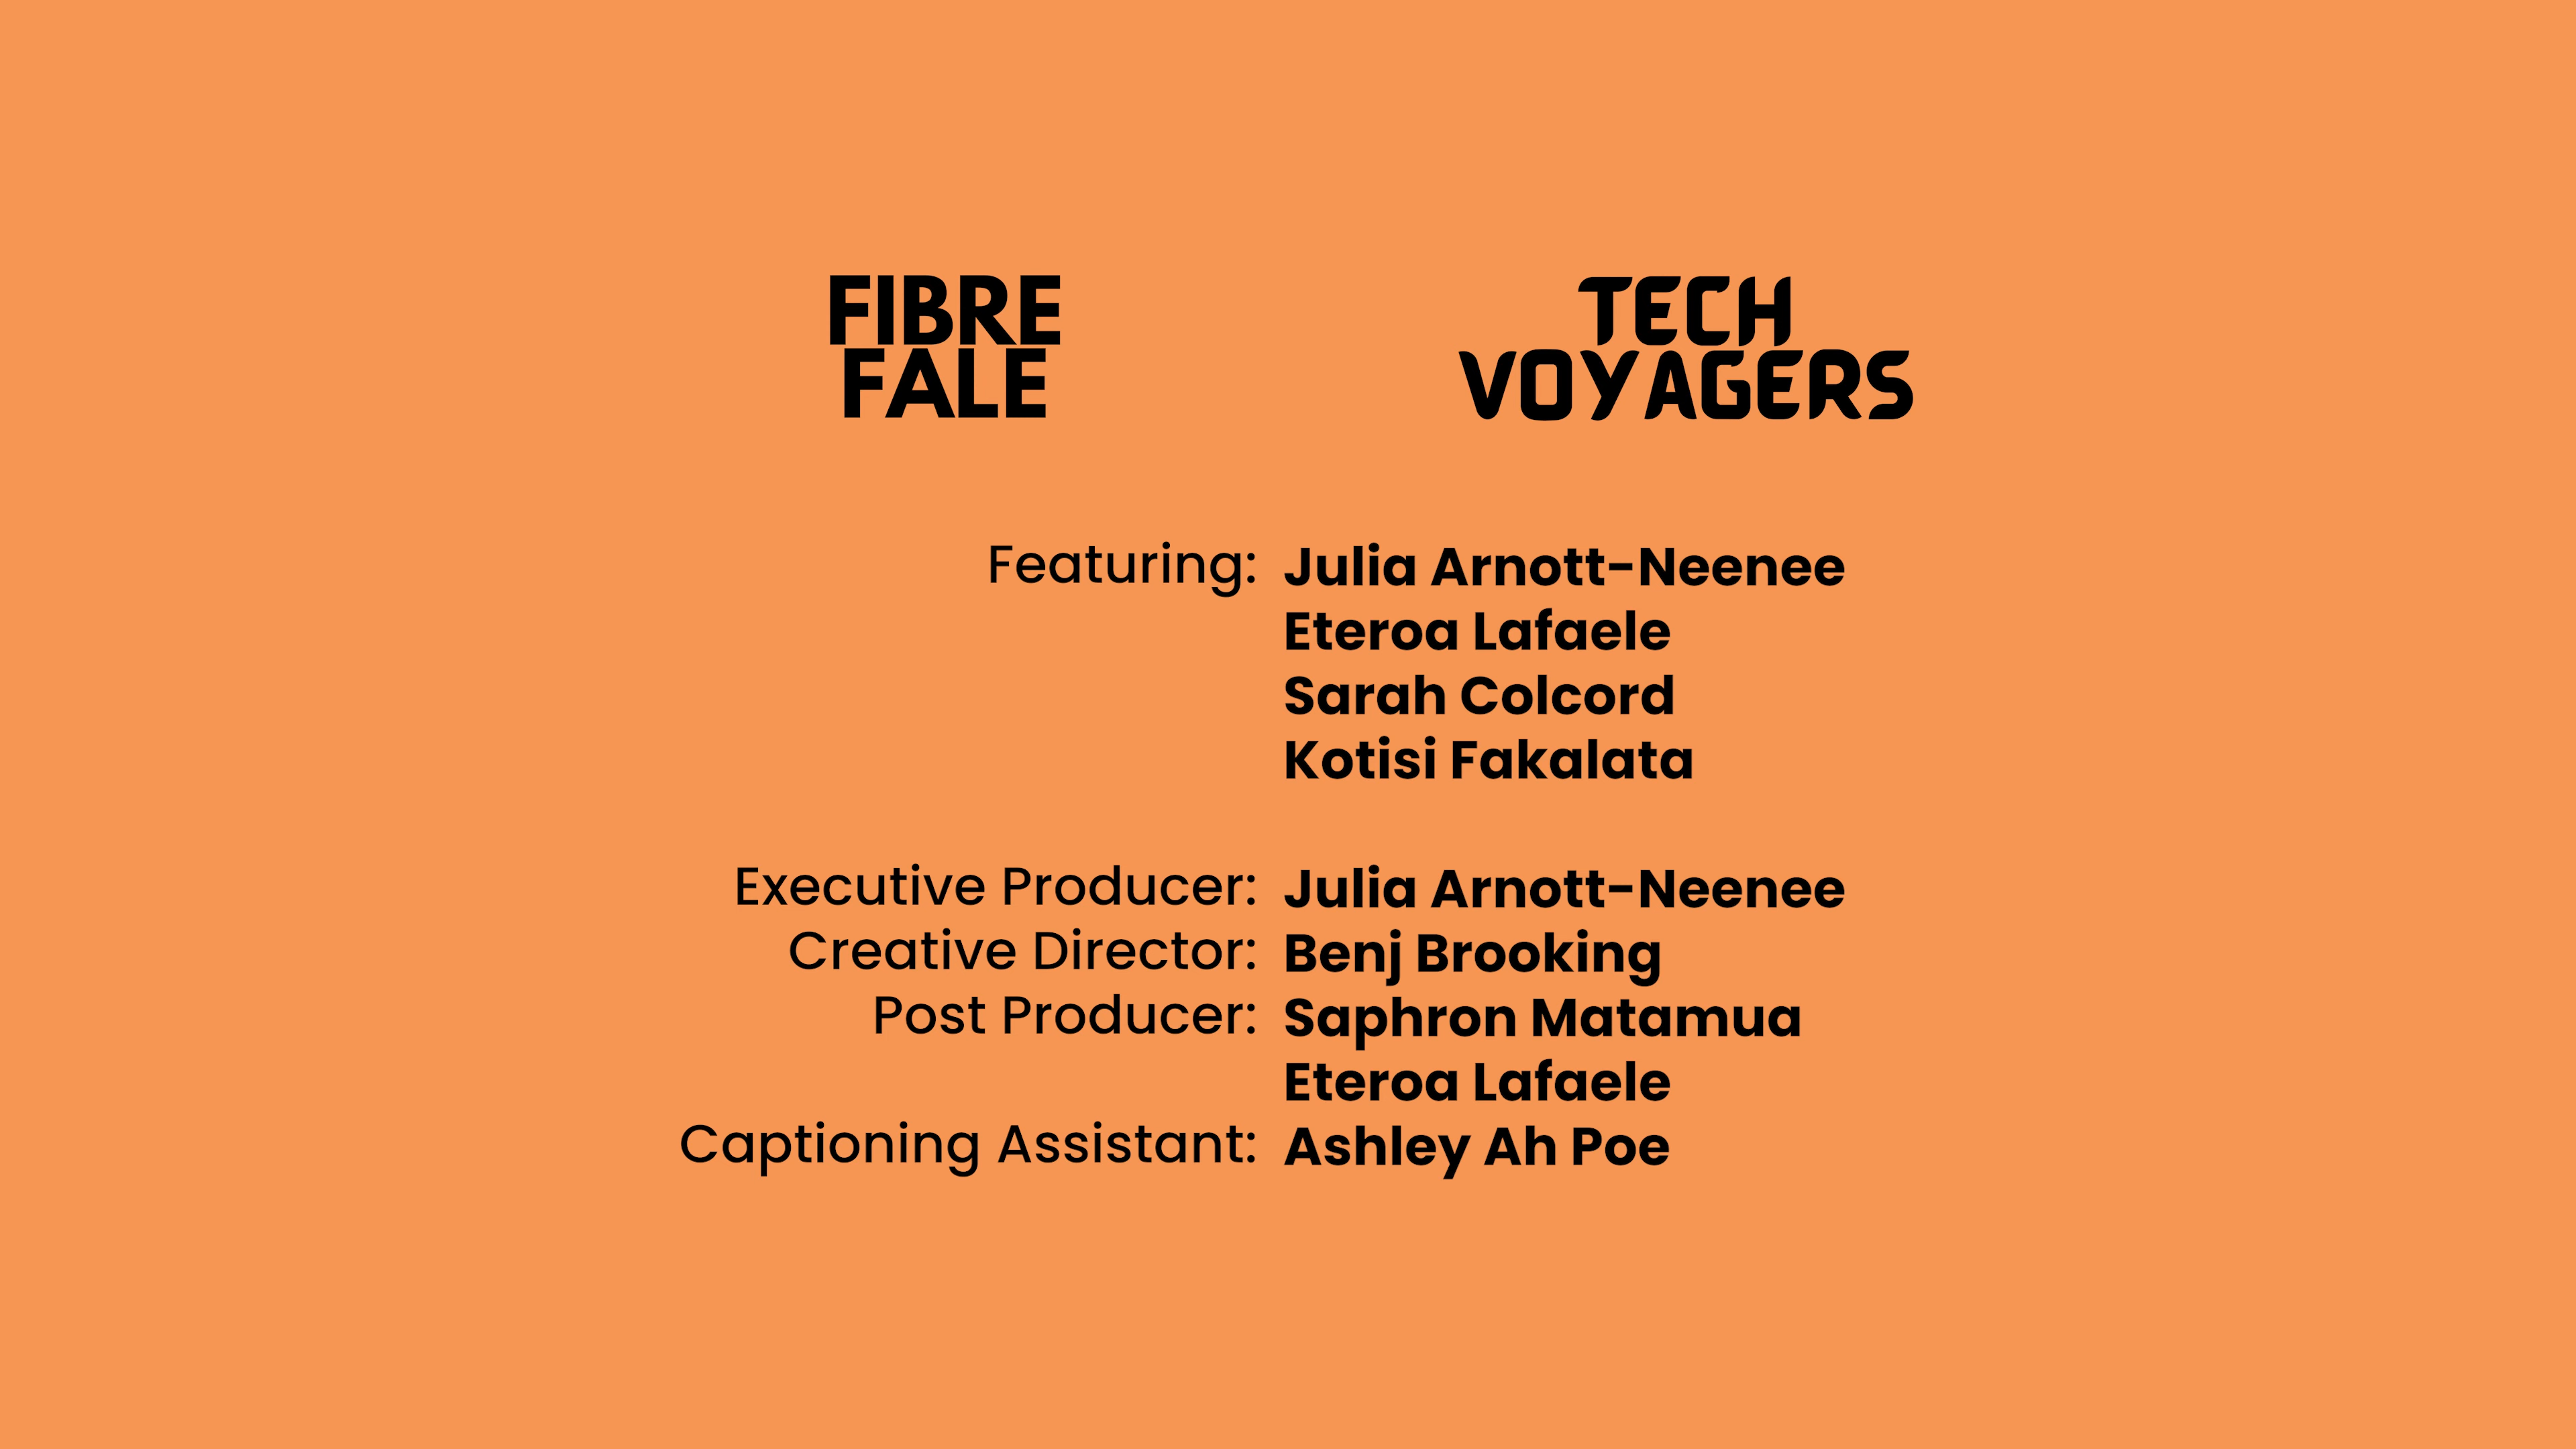 FIBRE
FALE
TECH
VOYAGERS
Featuring: Julia Arnott-Neenee
Eteroa Lafaele
Sarah Colcord
Kotisi Fakalata
Executive Producer: Julia Arnott-Neenee
Creative Director: Benj Brooking
Post Producer: Saphron Matamua
Eteroa Lafaele
Captioning Assistant: Ashley Ah Poe